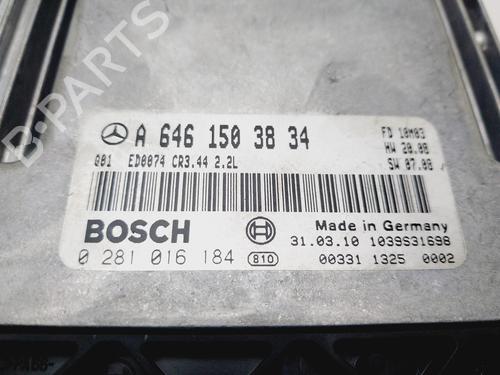 B-PARTS
A 646 150 38 34
FD 10M03
HW 20.08
G01 ED0074 CR3.44 2.2L
SW 07.08
BOSCH
Made in Germany
31.03.10 1039S31698
0 281 016 184 810
00331 1325 0002